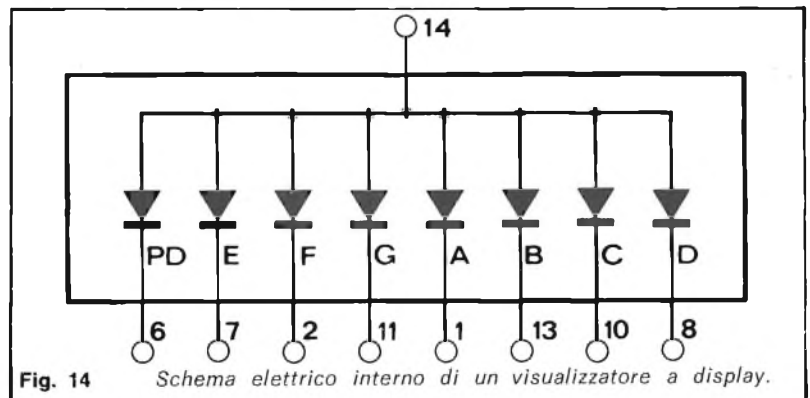 14
PD E F G A B C D
6 7 2 11 1 13 10 8
Fig. 14 Schema elettrico interno di un visualizzatore a display.